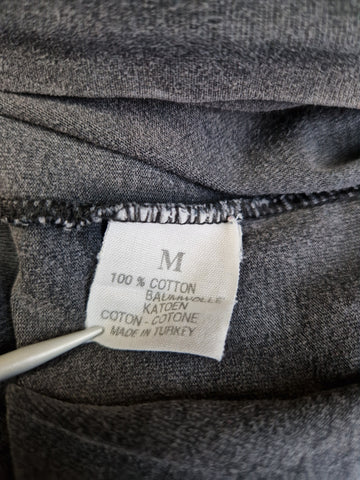 M
100 % COTTON
BAUMWOLLE
KATOEN
COTON - COTONE
MADE IN TURKEY